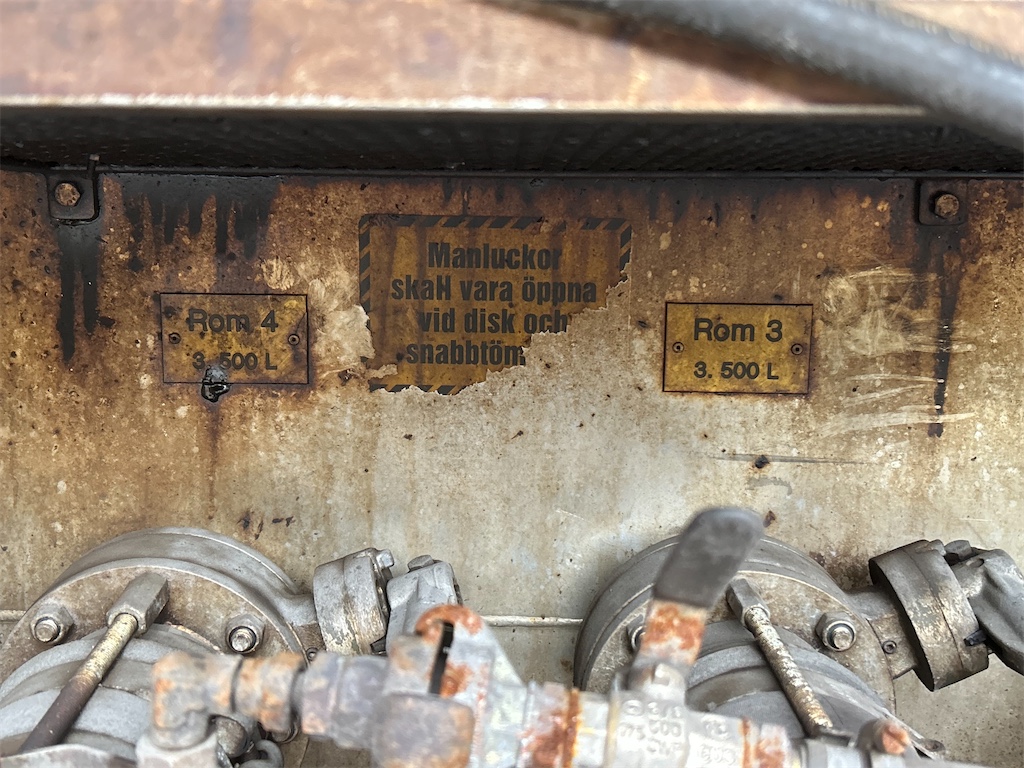 Manluckor
skall vara öppna
vid disk och
snabbtöm
Rom 4
3. 500 L
Rom 3
3. 500 L